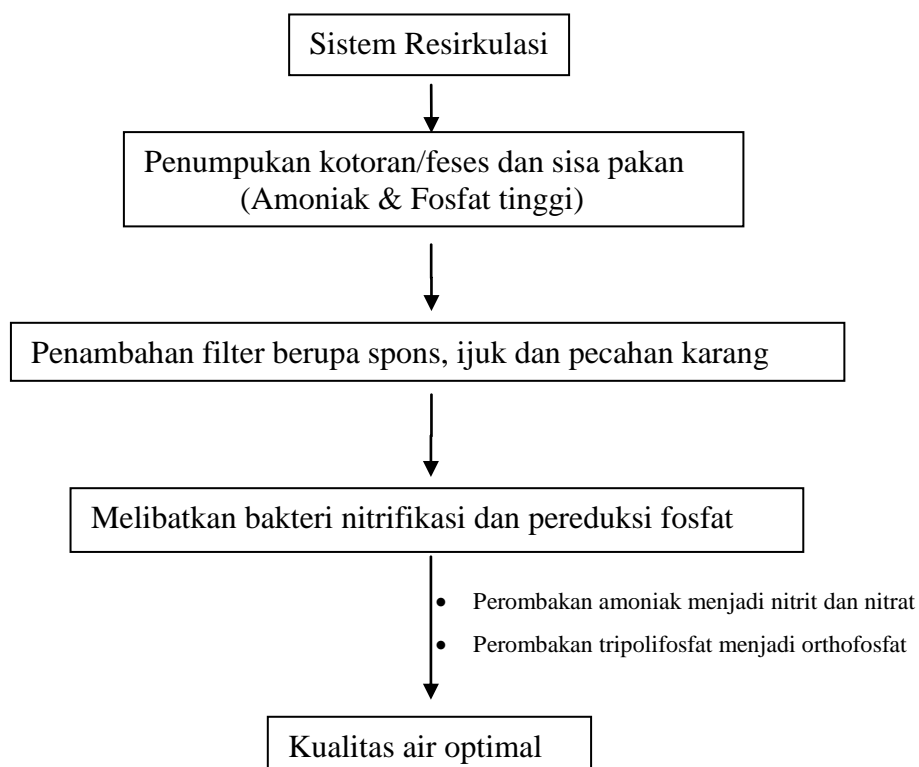 Sistem Resirkulasi
Penumpukan kotoran/feses dan sisa pakan
(Amoniak & Fosfat tinggi)
Penambahan filter berupa spons, ijuk dan pecahan karang
Melibatkan bakteri nitrifikasi dan pereduksi fosfat
• Perombakan amoniak menjadi nitrit dan nitrat
• Perombakan tripolifosfat menjadi orthofosfat
Kualitas air optimal